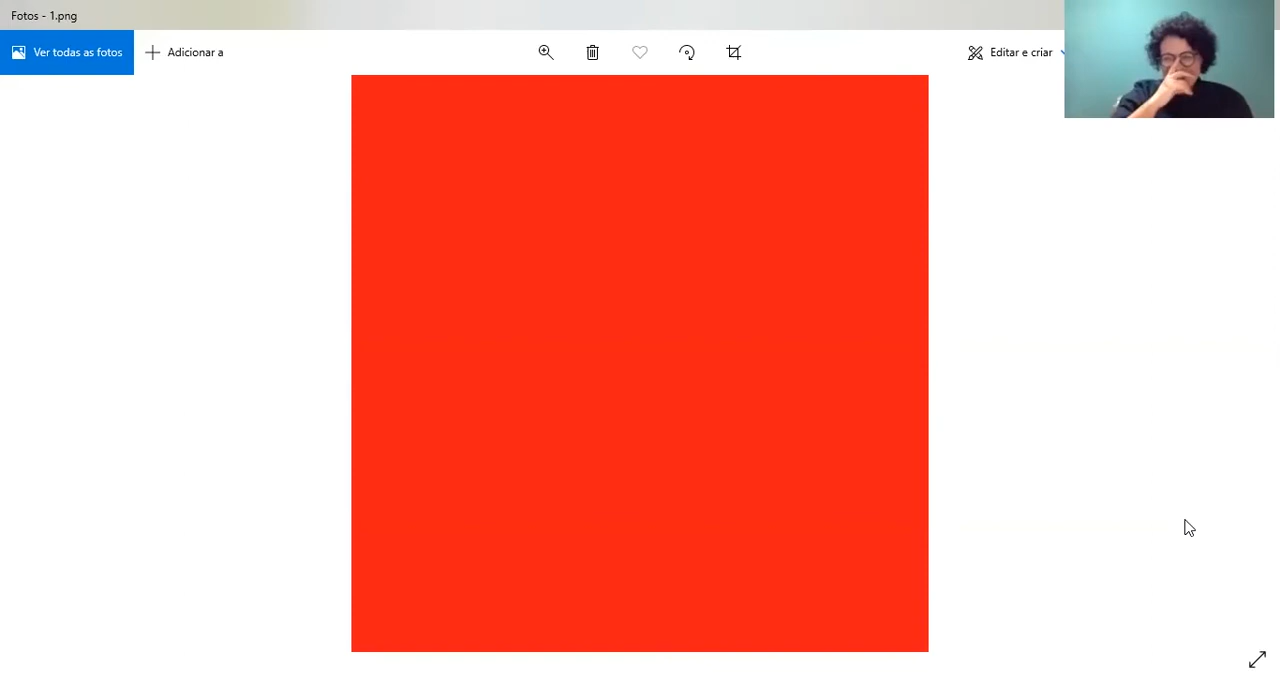 Fotos - 1.png
Ver todas as fotos
Adicionar a
Editar e criar